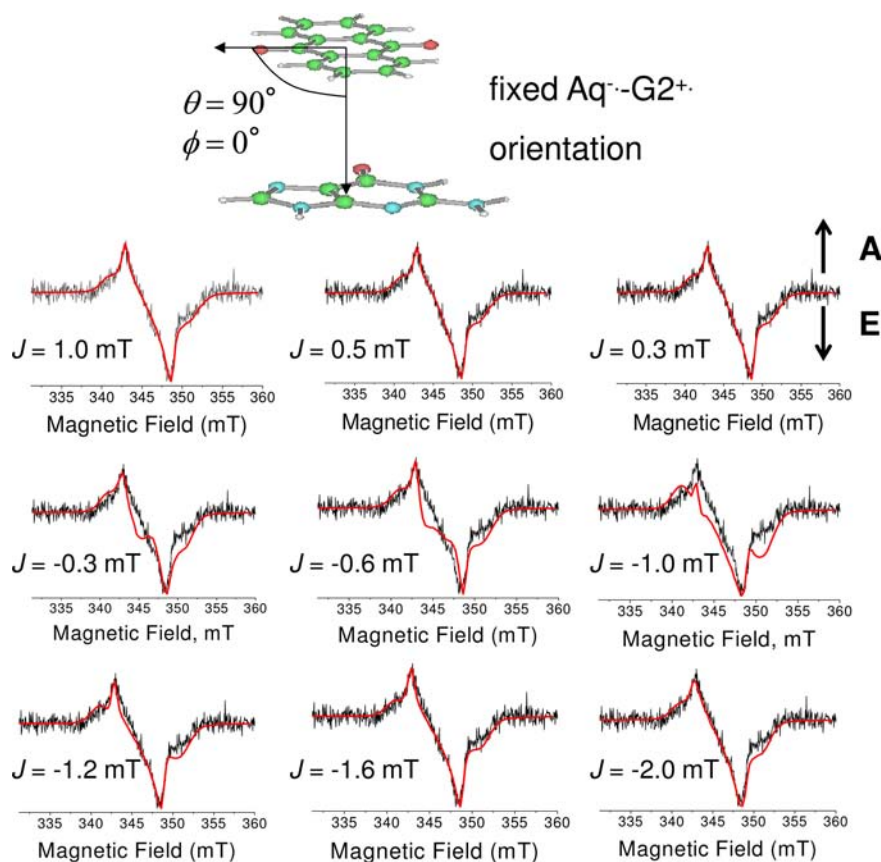 θ = 90°
ϕ = 0°
fixed Aq⁻·-G2⁺·
orientation
A
E
J = 1.0 mT
335 340 345 350 355 360
Magnetic Field (mT)
J = 0.5 mT
335 340 345 350 355 360
Magnetic Field (mT)
J = 0.3 mT
335 340 345 350 355 360
Magnetic Field (mT)
J = -0.3 mT
335 340 345 350 355 360
Magnetic Field, mT
J = -0.6 mT
335 340 345 350 355 360
Magnetic Field (mT)
J = -1.0 mT
335 340 345 350 355 360
Magnetic Field, mT
J = -1.2 mT
335 340 345 350 355 360
Magnetic Field (mT)
J = -1.6 mT
335 340 345 350 355 360
Magnetic Field (mT)
J = -2.0 mT
335 340 345 350 355 360
Magnetic Field (mT)